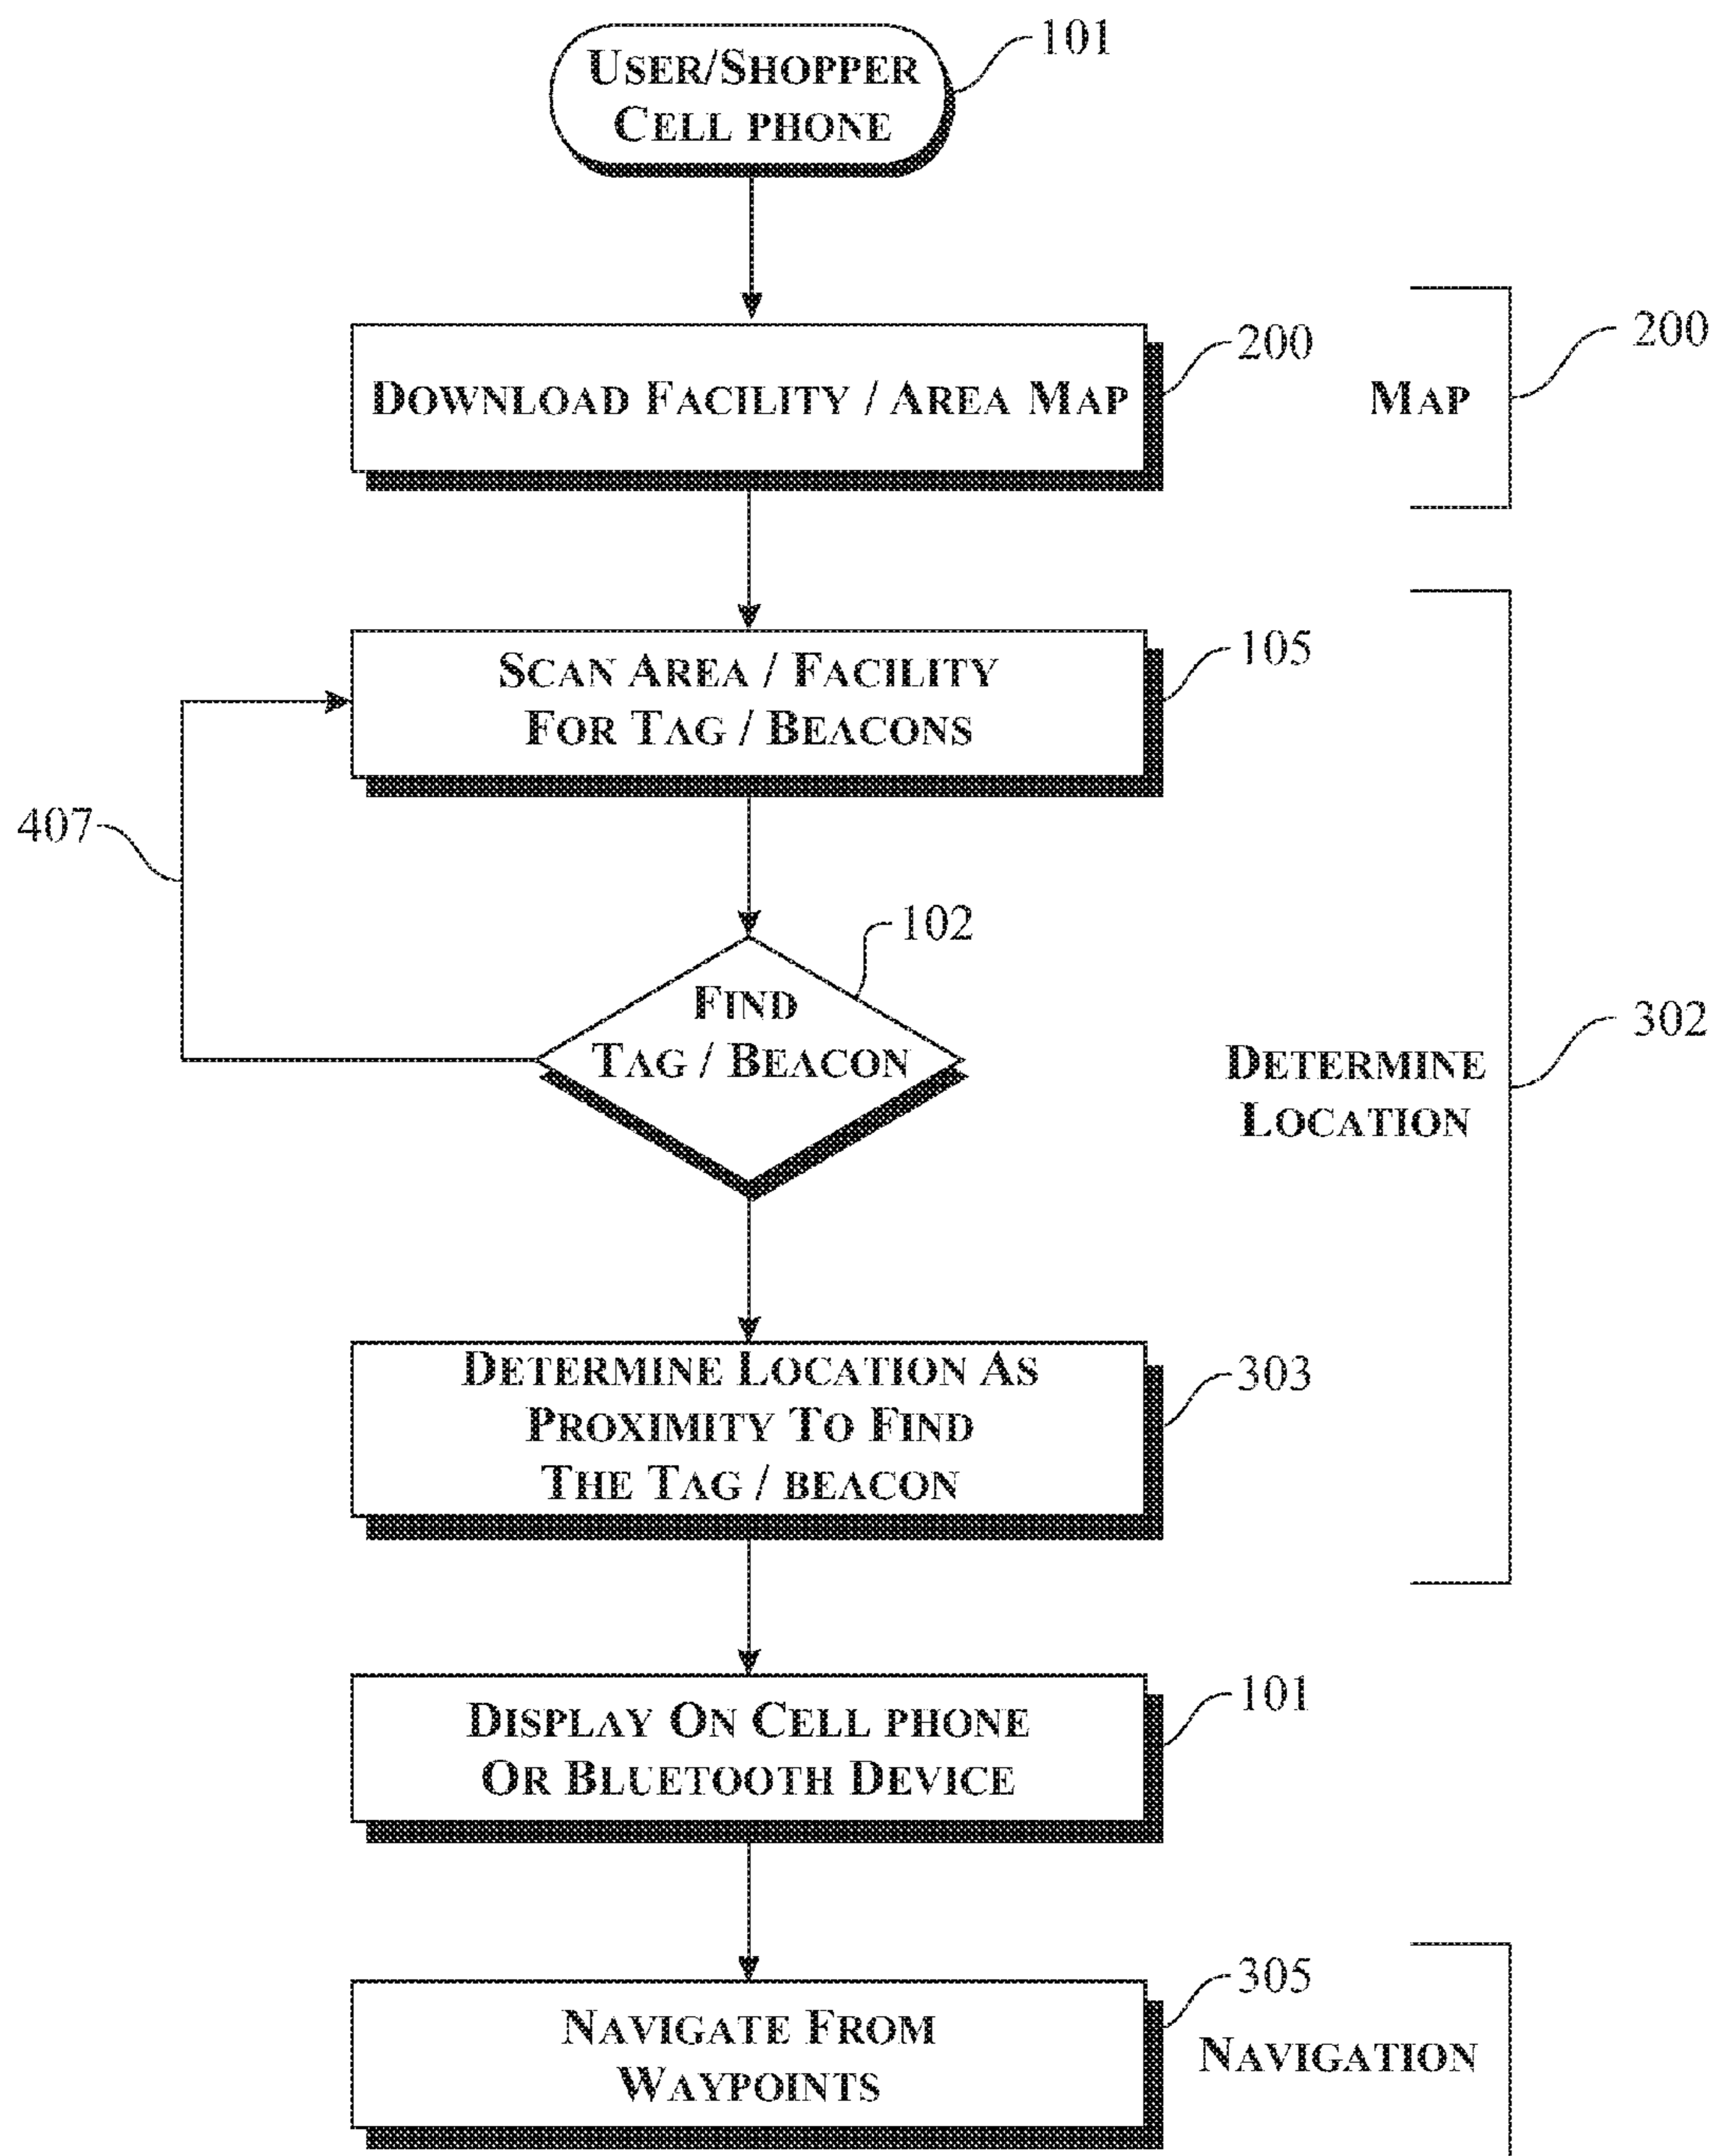 USER/SHOPPER
CELL PHONE
101
DOWNLOAD FACILITY / AREA MAP
200
MAP
200
SCAN AREA / FACILITY
FOR TAG / BEACONS
105
407
FIND
TAG / BEACON
102
DETERMINE
LOCATION
302
DETERMINE LOCATION AS
PROXIMITY TO FIND
THE TAG / BEACON
303
DISPLAY ON CELL PHONE
OR BLUETOOTH DEVICE
101
NAVIGATE FROM
WAYPOINTS
305
NAVIGATION